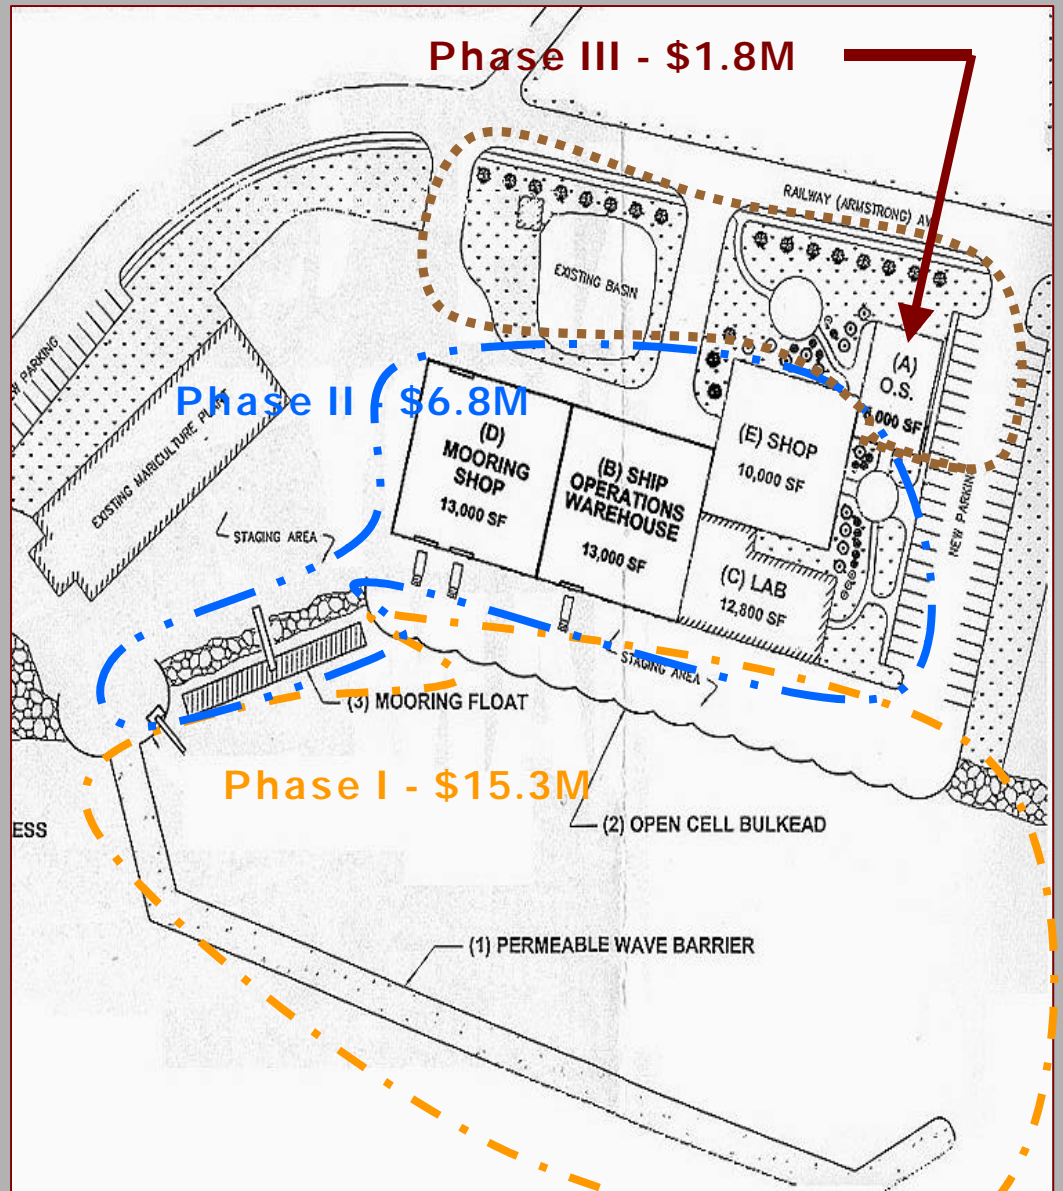 Phase III - $1.8M
RAILWAY (ARMSTRONG)
EXISTING BASIN
(A)
O.S.
000 SF
PARKING
Phase II - $6.8M
EXISTING MARICULTURE
(D)
MOORING
SHOP
13,000 SF
(B) SHIP
OPERATIONS
WAREHOUSE
13,000 SF
(E) SHOP
10,000 SF
NEW PARKING
STAGING AREA
(C) LAB
12,800 SF
STAGING AREA
(3) MOORING FLOAT
Phase I - $15.3M
(2) OPEN CELL BULKEAD
ESS
(1) PERMEABLE WAVE BARRIER